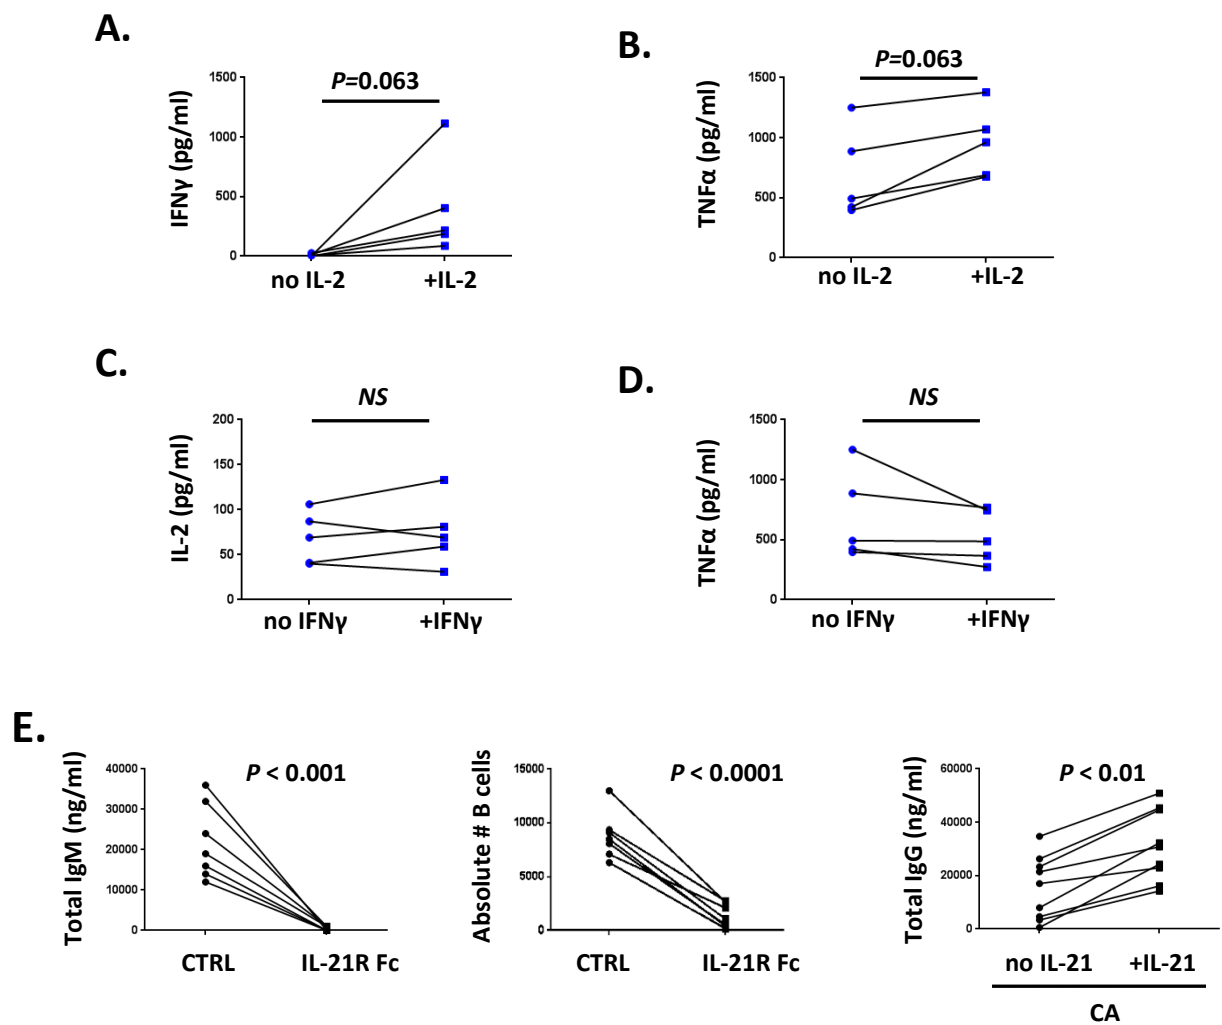 A.
P=0.063
IFNγ (pg/ml)
1500
1000
500
0
no IL-2 +IL-2
B.
P=0.063
TNFα (pg/ml)
1500
1000
500
0
no IL-2 +IL-2
C.
NS
IL-2 (pg/ml)
200
150
100
50
0
no IFNγ +IFNγ
D.
NS
TNFα (pg/ml)
1500
1000
500
0
no IFNγ +IFNγ
E.
P < 0.001
Total IgM (ng/ml)
40000
30000
20000
10000
0
CTRL IL-21R Fc
P < 0.0001
Absolute # B cells
15000
10000
5000
0
CTRL IL-21R Fc
P < 0.01
Total IgG (ng/ml)
60000
40000
20000
0
no IL-21 +IL-21
CA